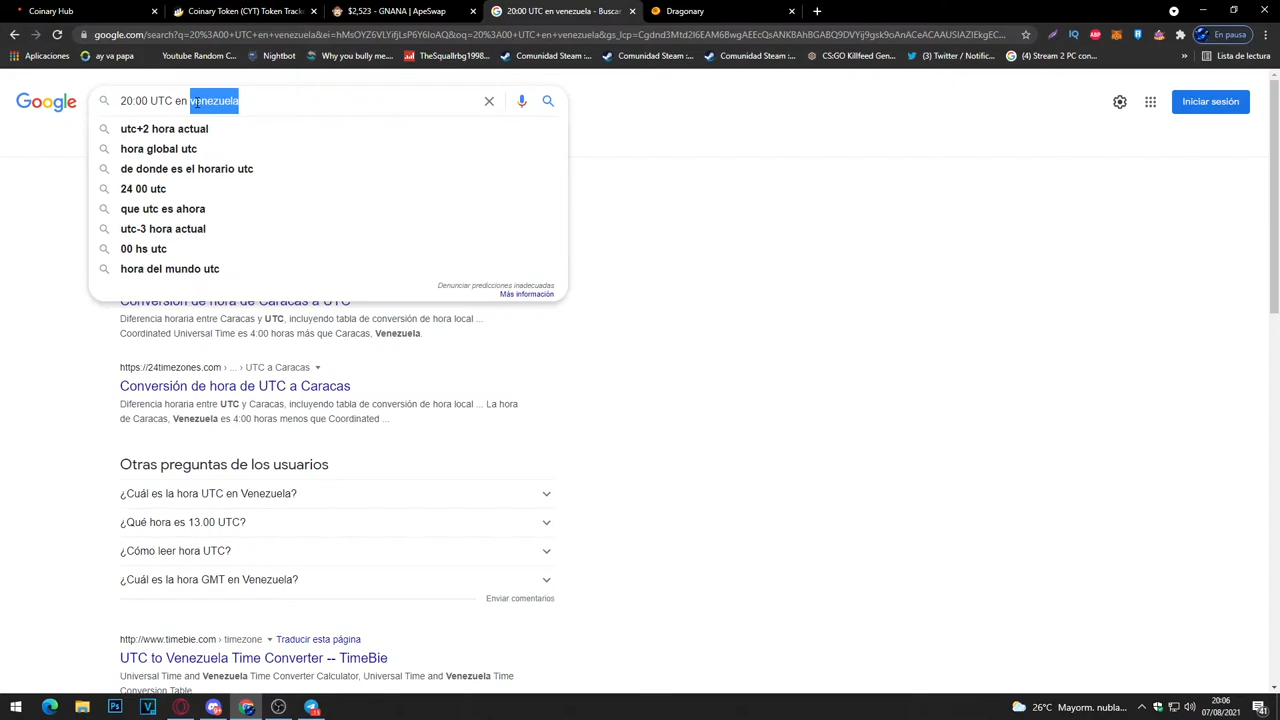 Coinary Hub
Coinary Token (CYT) Tracker
$2,523 – GNANA | ApeSwap
20:00 UTC en venezuela - Buscar
Dragonary
google.com/search?q=20%3A00+UTC+en+venezuela&ei=
En pausa
Aplicaciones
ay va papa
Youtube Random C...
Nightbot
Why you bully me....
TheSquallrbg1998...
Steam Community...
Steam Community...
Steam Community...
CS:GO Killfeed Gen...
(3) Twitter / Notific...
Stream 2 PC con...
Lista de lectura
Google
20:00 UTC en venezuela
Iniciar sesión
utc+2 hora actual
hora global utc
de donde es el horario utc
24 00 utc
que utc es ahora
utc-3 hora actual
00 hs utc
hora del mundo utc
Denunciar predicciones inadecuadas
Más información
Conversión de hora de Caracas a UTC
Diferencia horaria entre Caracas y UTC, incluyendo tabla de conversión de hora local ...
Coordinated Universal Time es 4:00 horas más que Caracas, Venezuela.
https://24timezones.com › ... › UTC a Caracas
Conversión de hora de UTC a Caracas
Diferencia horaria entre UTC y Caracas, incluyendo tabla de conversión de hora local ... La hora
de Caracas, Venezuela es 4:00 horas menos que Coordinated ...
Otras preguntas de los usuarios
¿Cuál es la hora UTC en Venezuela?
¿Qué hora es 13.00 UTC?
¿Cómo leer hora UTC?
¿Cuál es la hora GMT en Venezuela?
Enviar comentarios
http://www.timebie.com › timezone Traducir esta página
UTC to Venezuela Time Converter -- TimeBie
Universal Time and Venezuela Time Converter Calculator, Universal Time and Venezuela Time
Conversion Table.
26°C Mayorm. nubla...
20:06
07/08/2021